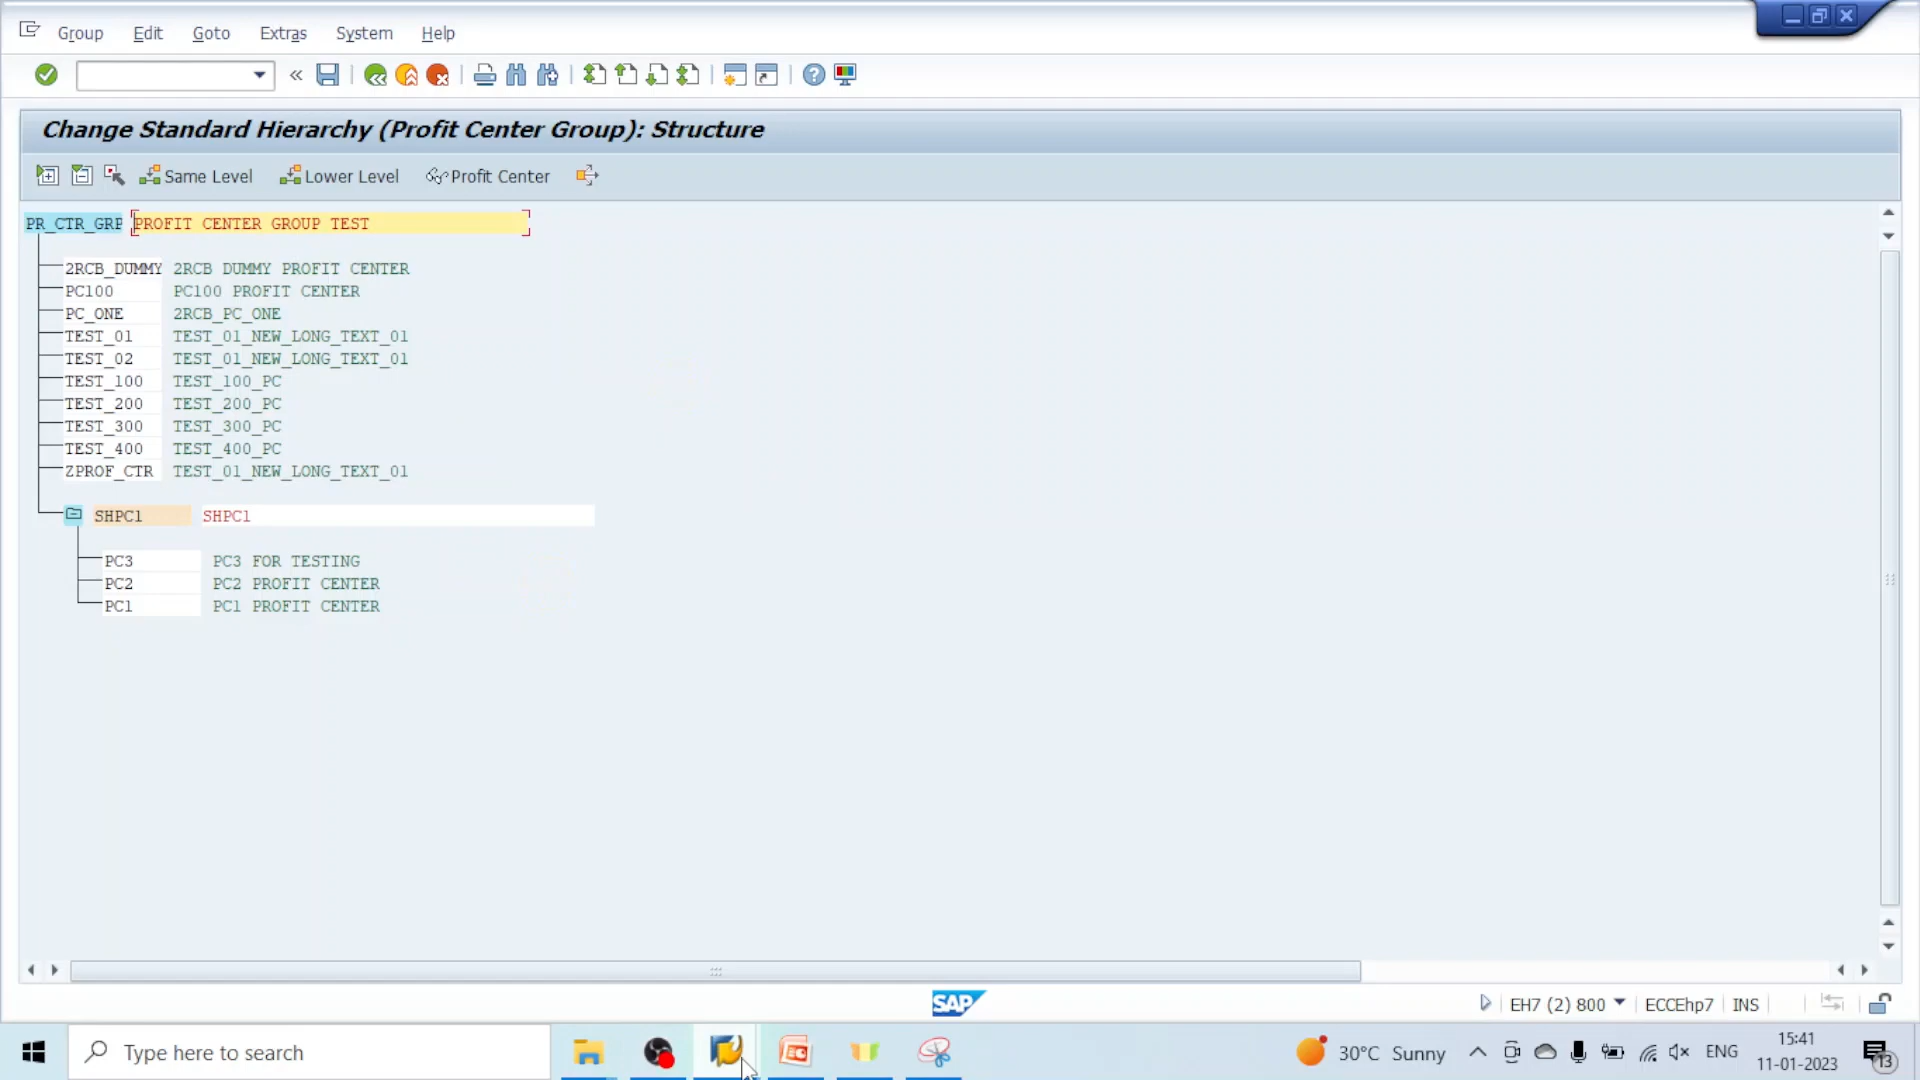 Group Edit Goto Extras System Help
Change Standard Hierarchy (Profit Center Group): Structure
Same Level Lower Level Profit Center
PR_CTR_GRP PROFIT CENTER GROUP TEST
2RCB_DUMMY 2RCB DUMMY PROFIT CENTER
PC100 PC100 PROFIT CENTER
PC_ONE 2RCB_PC_ONE
TEST_01 TEST_01_NEW_LONG_TEXT_01
TEST_02 TEST_01_NEW_LONG_TEXT_01
TEST_100 TEST_100_PC
TEST_200 TEST_200_PC
TEST_300 TEST_300_PC
TEST_400 TEST_400_PC
ZPROF_CTR TEST_01_NEW_LONG_TEXT_01
SHPC1 SHPC1
PC3 PC3 FOR TESTING
PC2 PC2 PROFIT CENTER
PC1 PC1 PROFIT CENTER
SAP EH7 (2) 800 ECCEhp7 INS
Type here to search 30°C Sunny ENG 15:41
11-01-2023 13